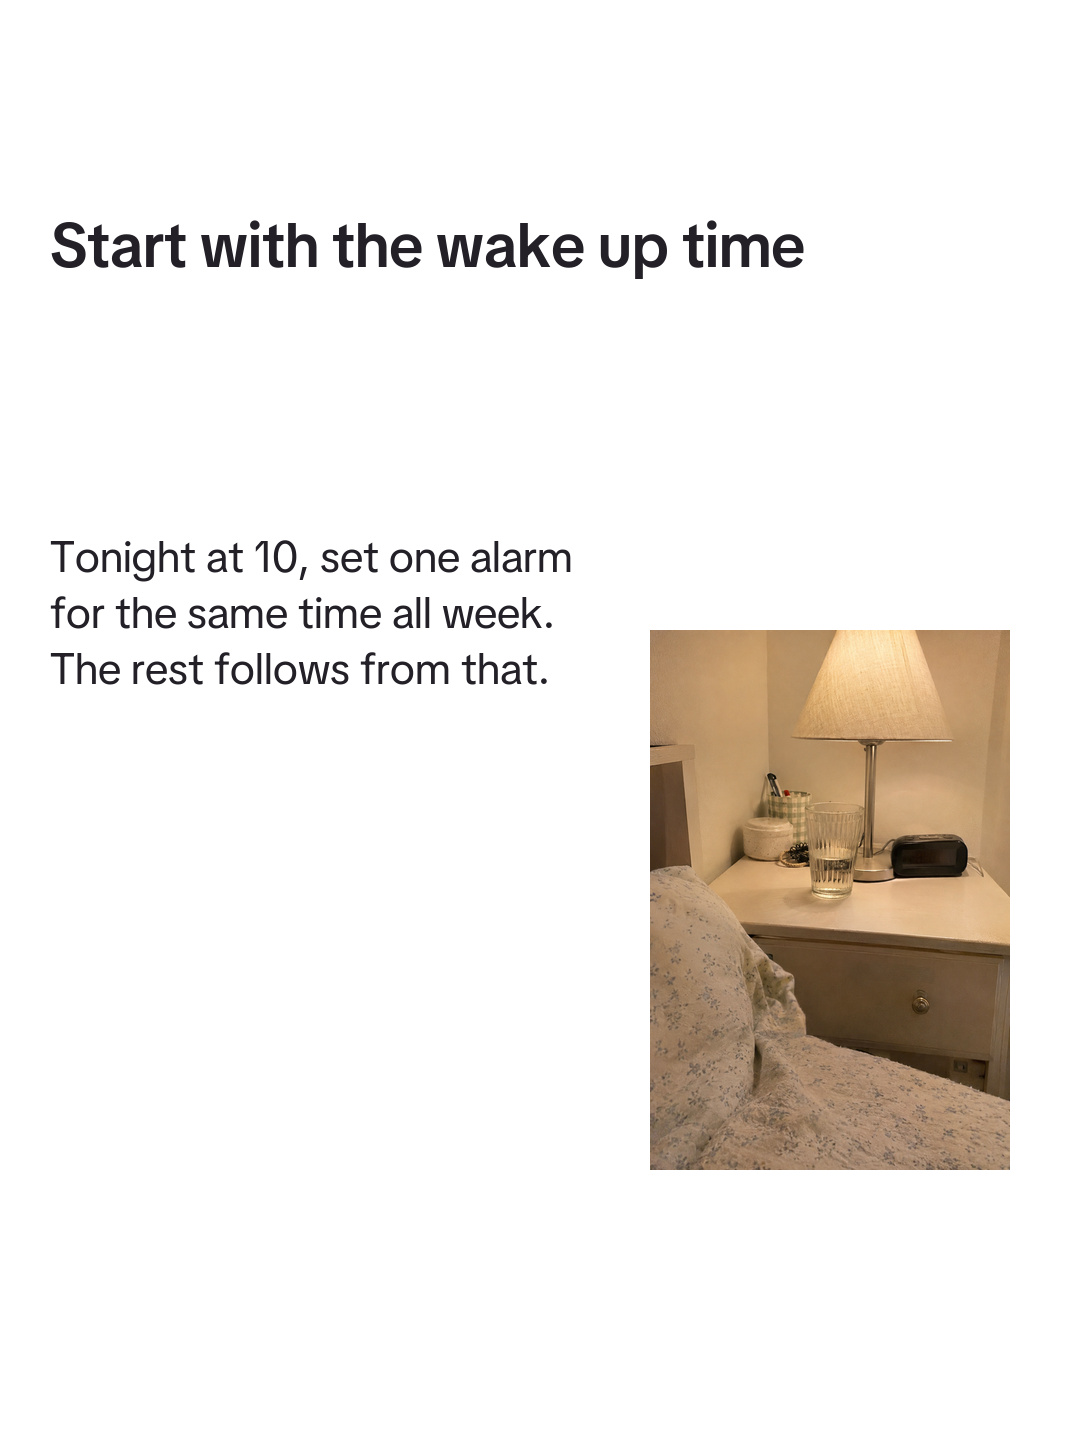 Start with the wake up time
Tonight at 10, set one alarm
for the same time all week.
The rest follows from that.